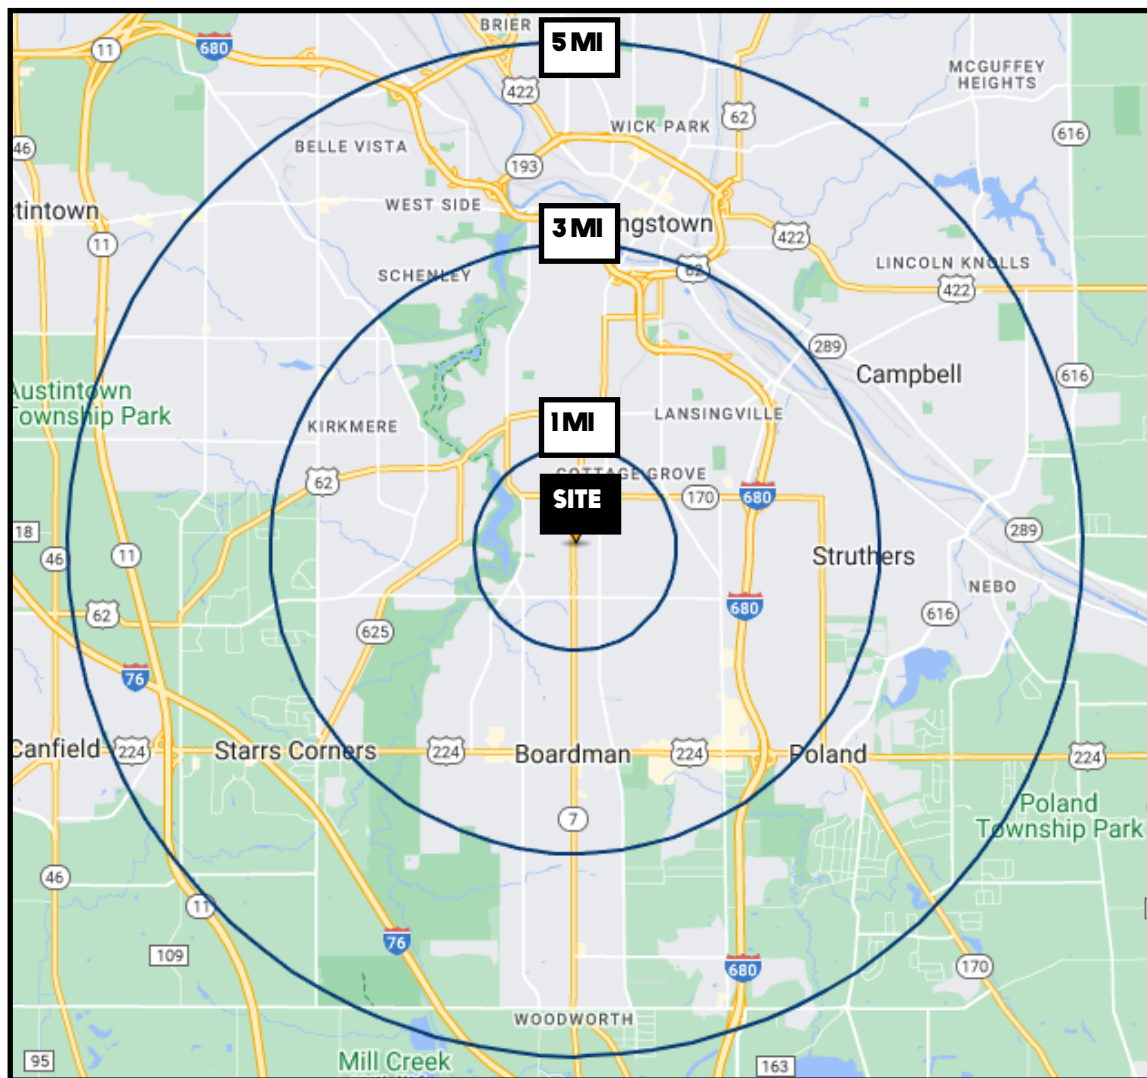 BRIER
5 MI
11
680
422
MCGUFFEY
HEIGHTS
62
WICK PARK
616
46
BELLE VISTA
193
WEST SIDE
stintown
3 MI
ngstown
11
422
SCHENLEY
62
LINCOLN KNOLLS
422
289
Campbell
616
Austintown
Township Park
1 MI
LANSINGVILLE
KIRKMERE
COTTAGE GROVE
62
SITE
170
680
18
289
46
11
Struthers
NEBO
62
680
616
625
76
Canfield
224
Starrs Corners
224
Boardman
224
Poland
224
7
Poland
Township Park
46
11
109
76
680
170
WOODWORTH
95
Mill Creek
163